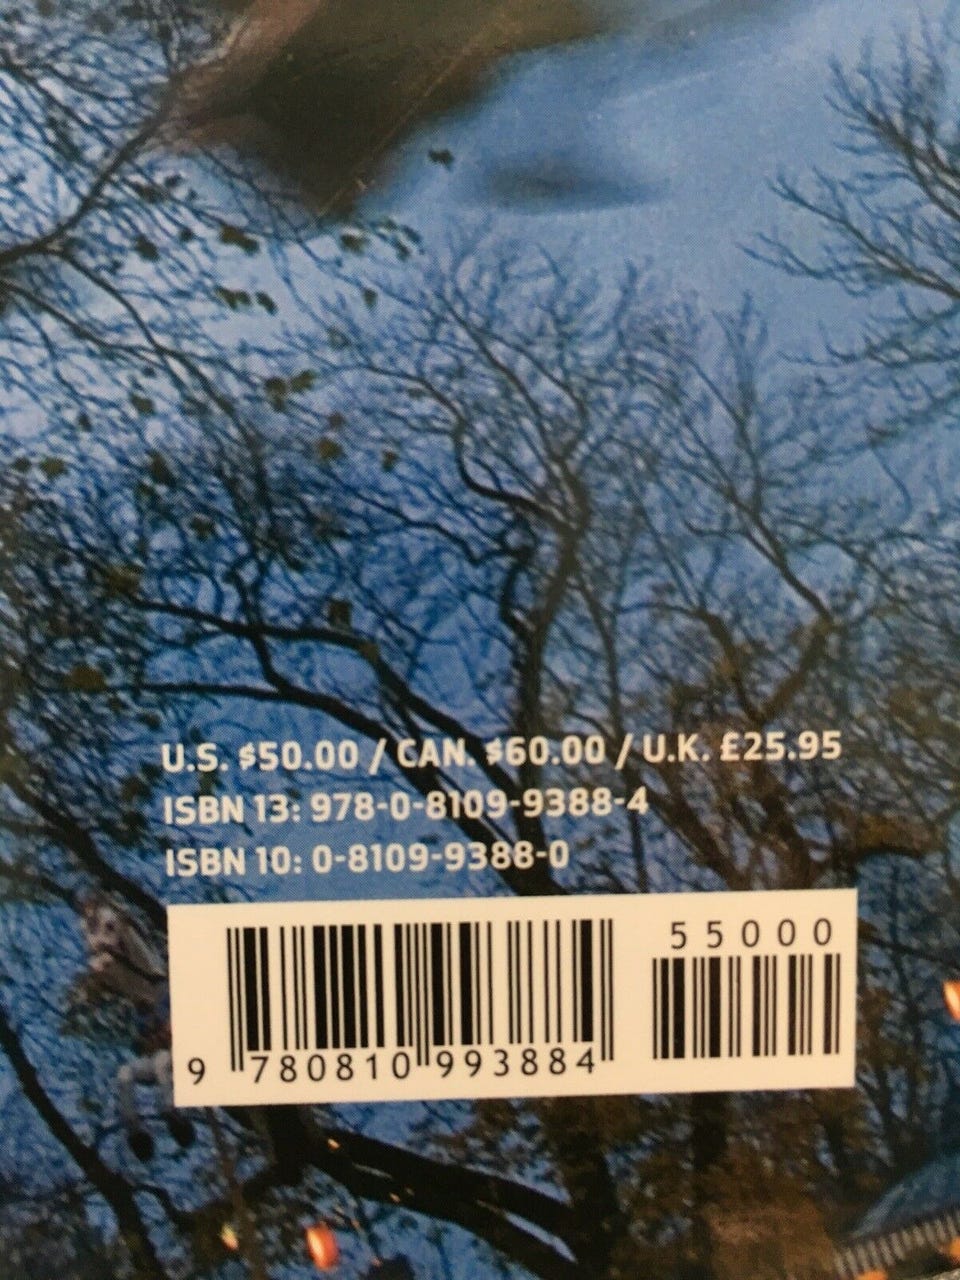 U.S. $50.00 / CAN. $60.00 / U.K. £25.95
ISBN 13: 978-0-8109-9388-4
ISBN 10: 0-8109-9388-0
55000
9 780810 993884